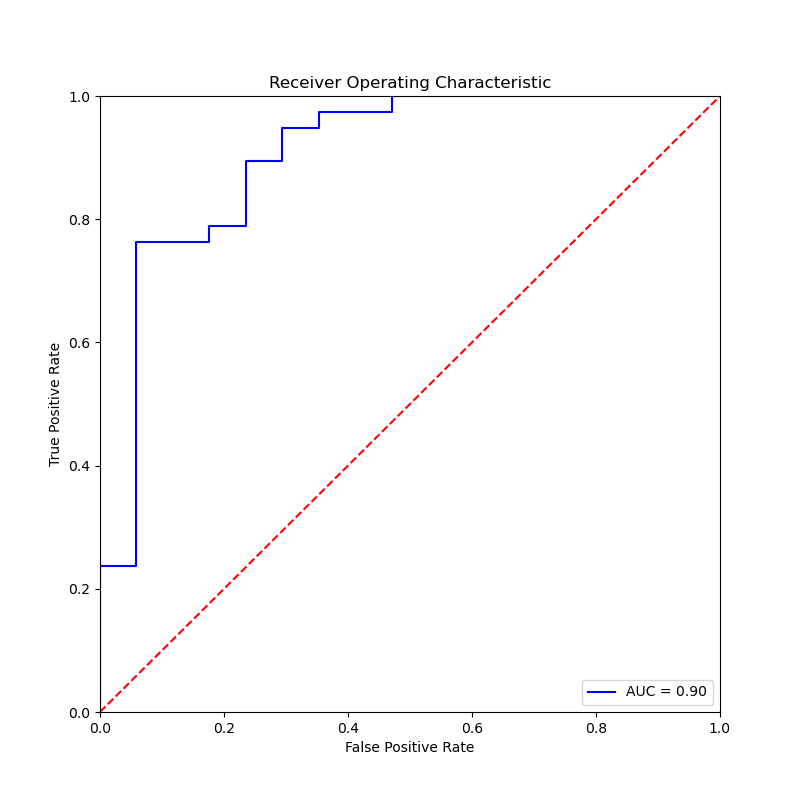 Receiver Operating Characteristic
1.0
0.8
0.6
0.4
0.2
0.0
True Positive Rate
AUC = 0.90
0.0 0.2 0.4 0.6 0.8 1.0
False Positive Rate